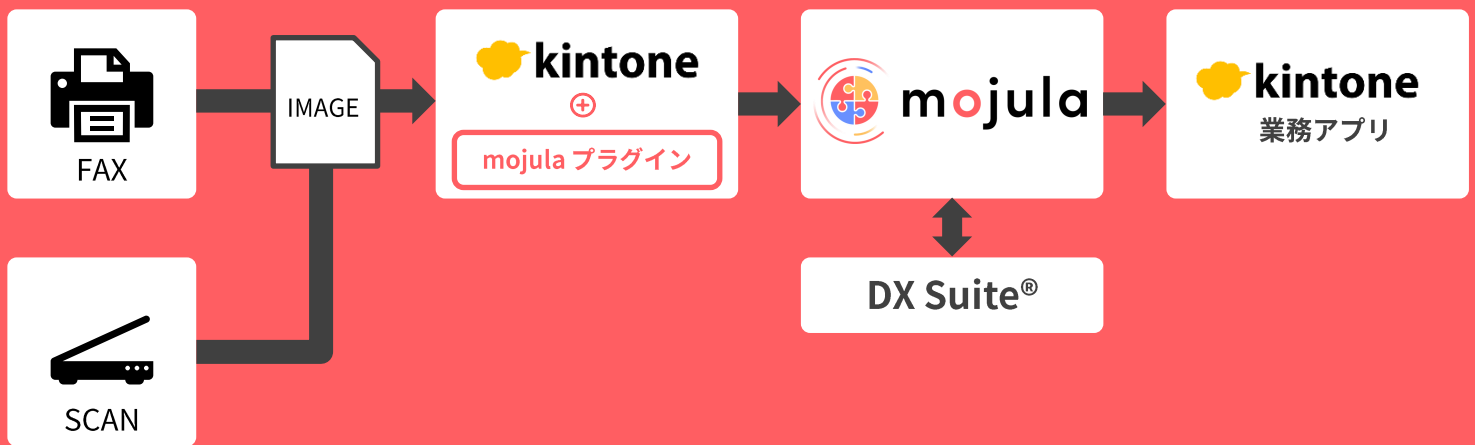 FAX
IMAGE
kintone
mojula プラグイン
mojula
kintone
業務アプリ
DX Suite®
SCAN